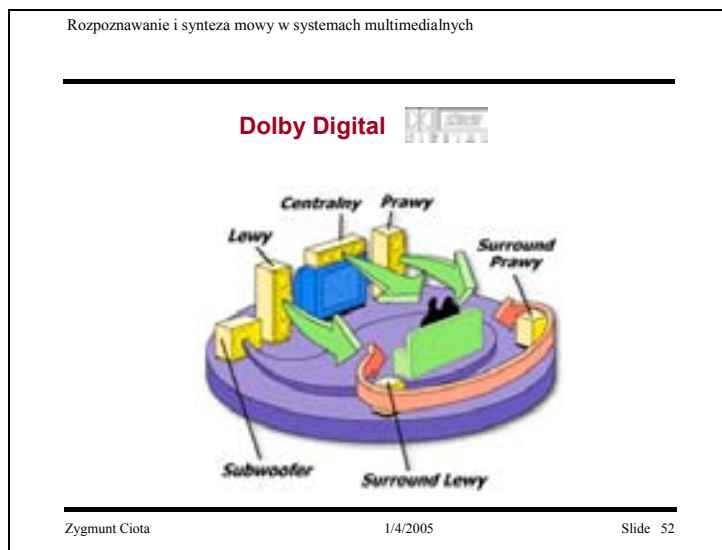 Rozpoznawanie i synteza mowy w systemach multimedialnych
Dolby Digital
Centralny Prawy
Lewy
Surround
Prawy
Subwoofer
Surround Lewy
Zygmunt Ciota 1/4/2005 Slide 52